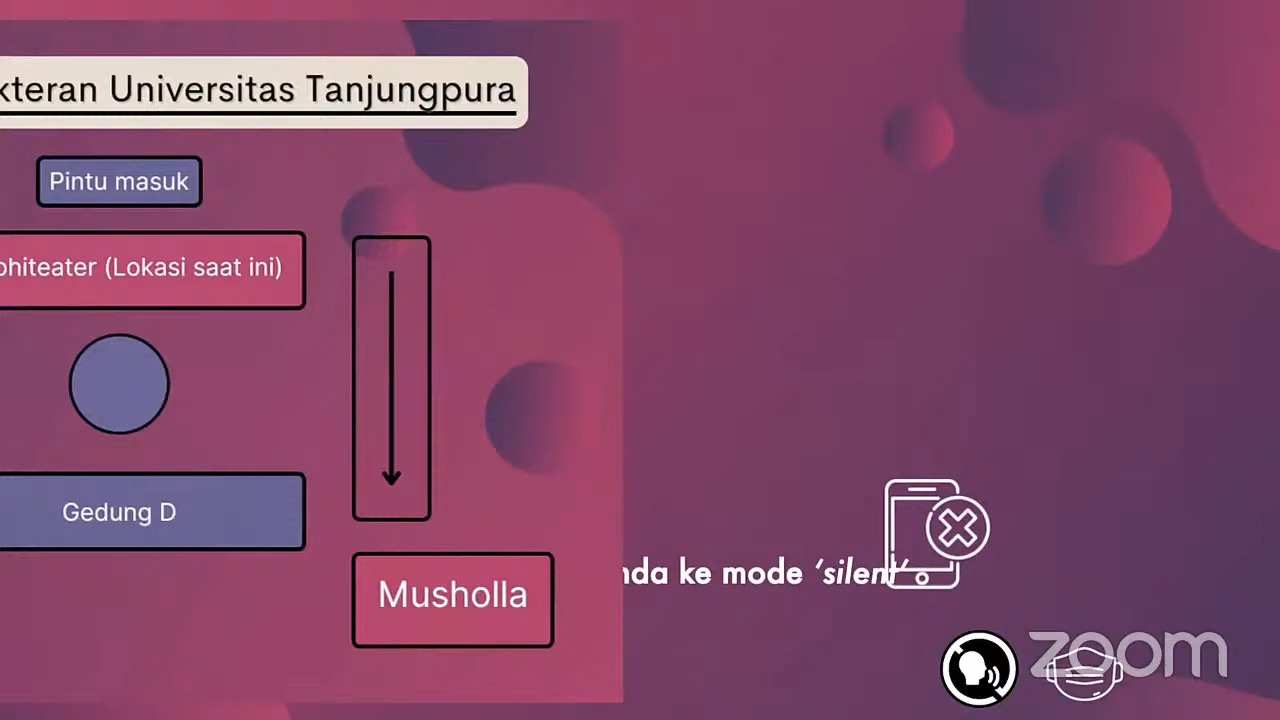 kteran Universitas Tanjungpura
Pintu masuk
phiteater (Lokasi saat ini)
Gedung D
Musholla
nda ke mode 'silent'
zoom